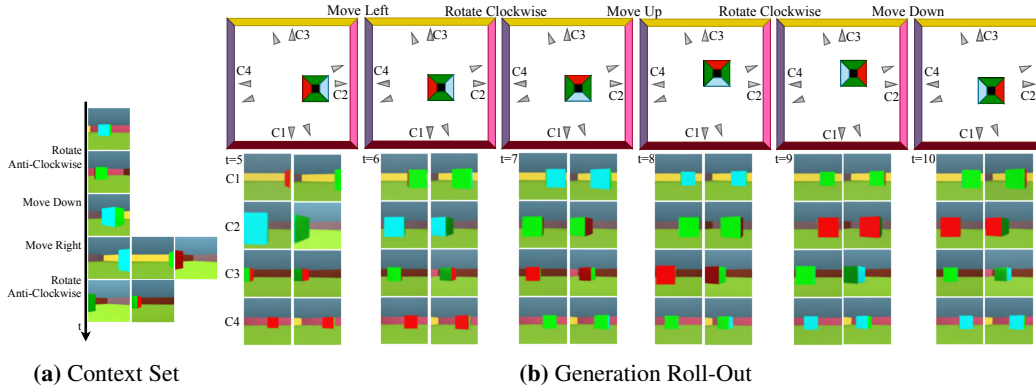 Move Left Rotate Clockwise Move Up Rotate Clockwise Move Down
C3 C3 C3 C3 C3 C3
C4 C4 C4 C4 C4 C4
C2 C2 C2 C2 C2 C2
C1 C1 C1 C1 C1 C1
t=5 t=6 t=7 t=8 t=9 t=10
C1
C2
C3
C4
Rotate
Anti-Clockwise
Move Down
Move Right
Rotate
Anti-Clockwise
t
(a) Context Set
(b) Generation Roll-Out